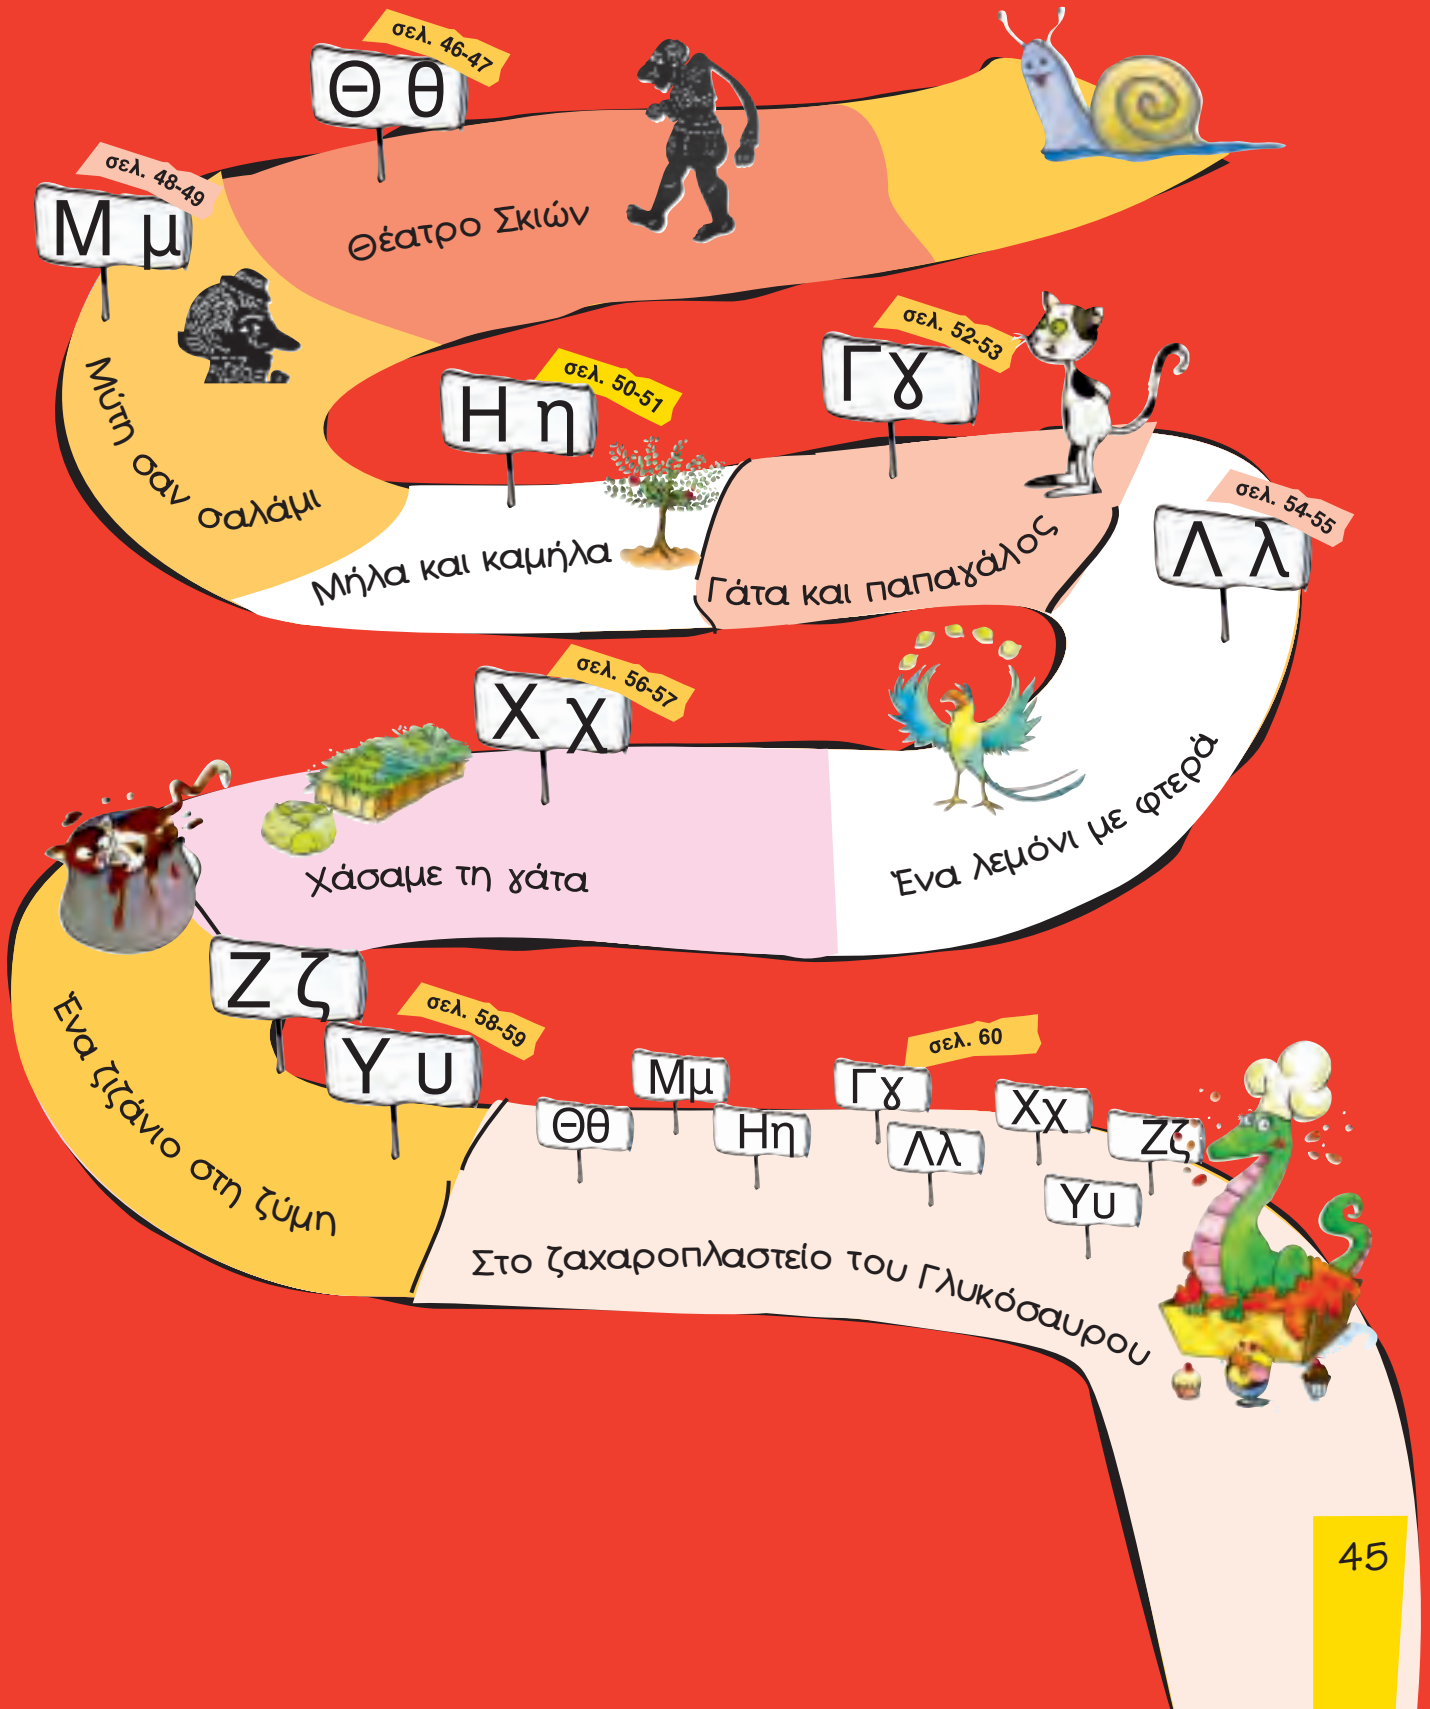 σελ. 46-47
Θ θ
Θέατρο Σκιών
σελ. 48-49
Μ μ
Μύτη σαν σαλάμι
σελ. 50-51
Η η
Μήλα και καμήλα
σελ. 52-53
Γγ
Γάτα και παπαγάλος
σελ. 54-55
Λ λ
Ένα λεμόνι με φτερά
σελ. 56-57
Χ χ
Χάσαμε τη γάτα
Ζ ζ
Υ υ
σελ. 58-59
Ένα ζιζάνιο στη ζύμη
σελ. 60
Θθ
Μμ
Ηη
Γγ
Λλ
Χχ
Υυ
Ζζ
Στο ζαχαροπλαστείο του Γλυκόσαυρου
45